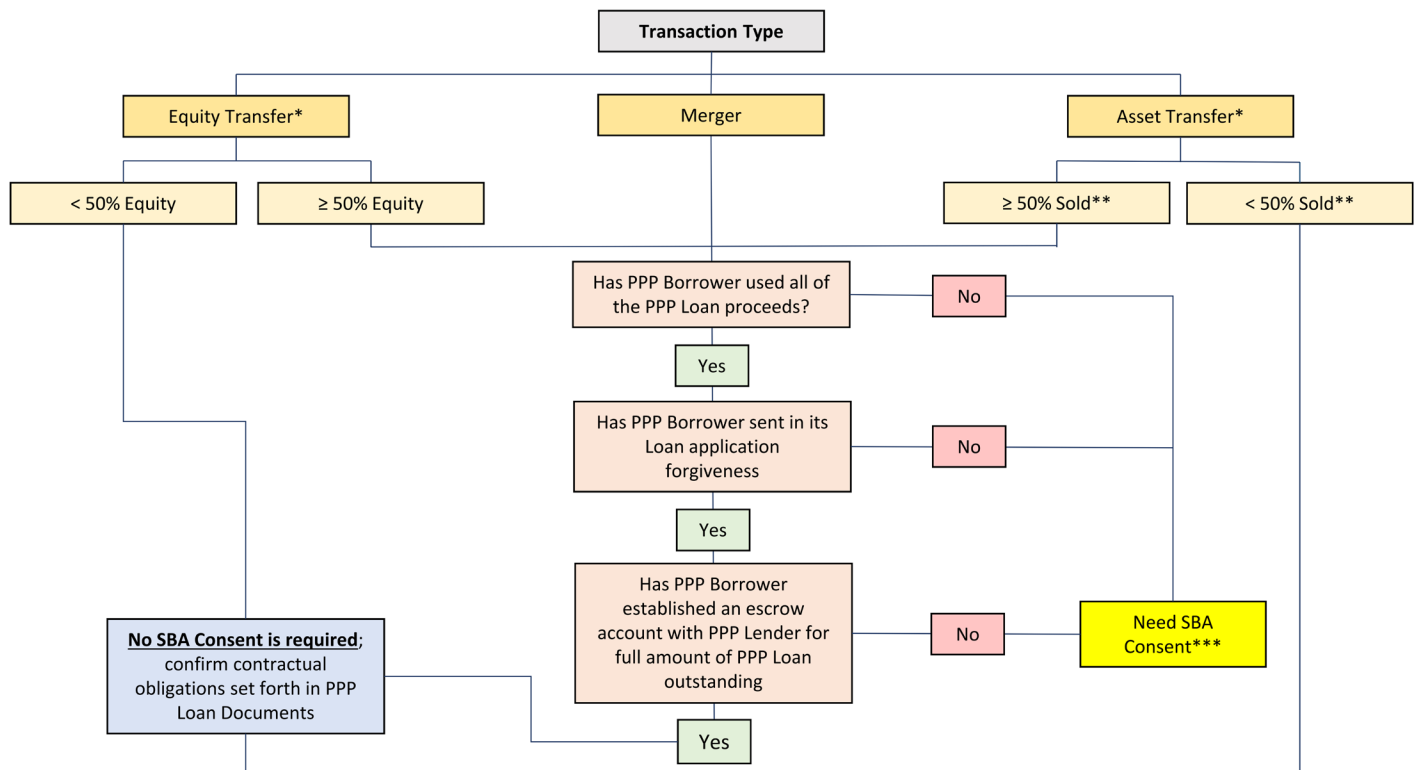 Transaction Type
Equity Transfer*
Merger
Asset Transfer*
< 50% Equity
≥ 50% Equity
≥ 50% Sold**
< 50% Sold**
Has PPP Borrower used all of
the PPP Loan proceeds?
No
Yes
Has PPP Borrower sent in its
Loan application
forgiveness
No
Yes
Has PPP Borrower
established an escrow
account with PPP Lender for
full amount of PPP Loan
outstanding
No
Need SBA
Consent***
No SBA Consent is required;
confirm contractual
obligations set forth in PPP
Loan Documents
Yes